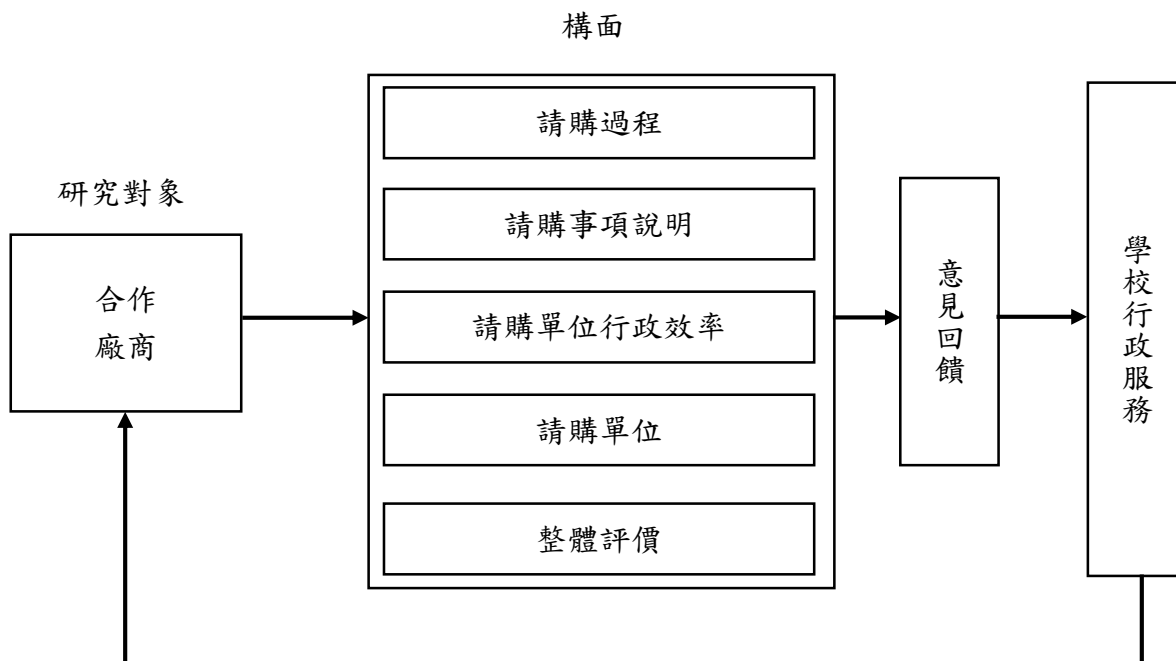 構面
研究對象
合作
廠商
請購過程
請購事項說明
請購單位行政效率
請購單位
整體評價
意見回饋
學校行政服務